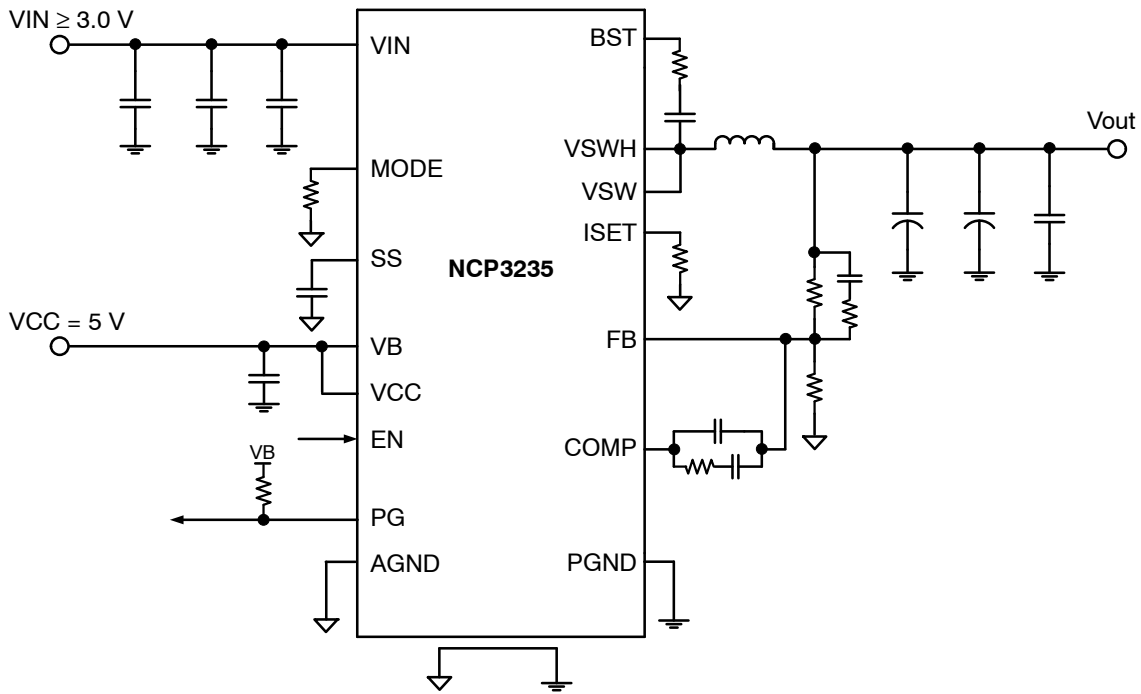 VIN ≥ 3.0 V
VIN
BST
Vout
VSWH
MODE
VSW
ISET
SS
NCP3235
VCC = 5 V
VB
FB
VCC
EN
VB
COMP
PG
AGND
PGND